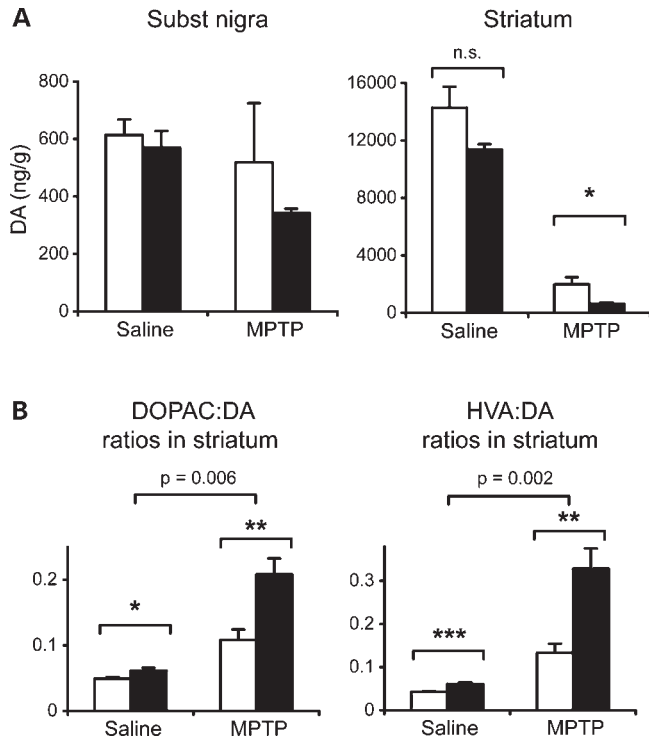 A
Subst nigra
Striatum
DA (ng/g)
800
600
400
200
0
Saline
MPTP
n.s.
16000
12000
8000
4000
0
*
Saline
MPTP
B
DOPAC:DA
ratios in striatum
p = 0.006
**
*
0.2
0.1
0
Saline
MPTP
HVA:DA
ratios in striatum
p = 0.002
**
***
0.3
0.2
0.1
0
Saline
MPTP